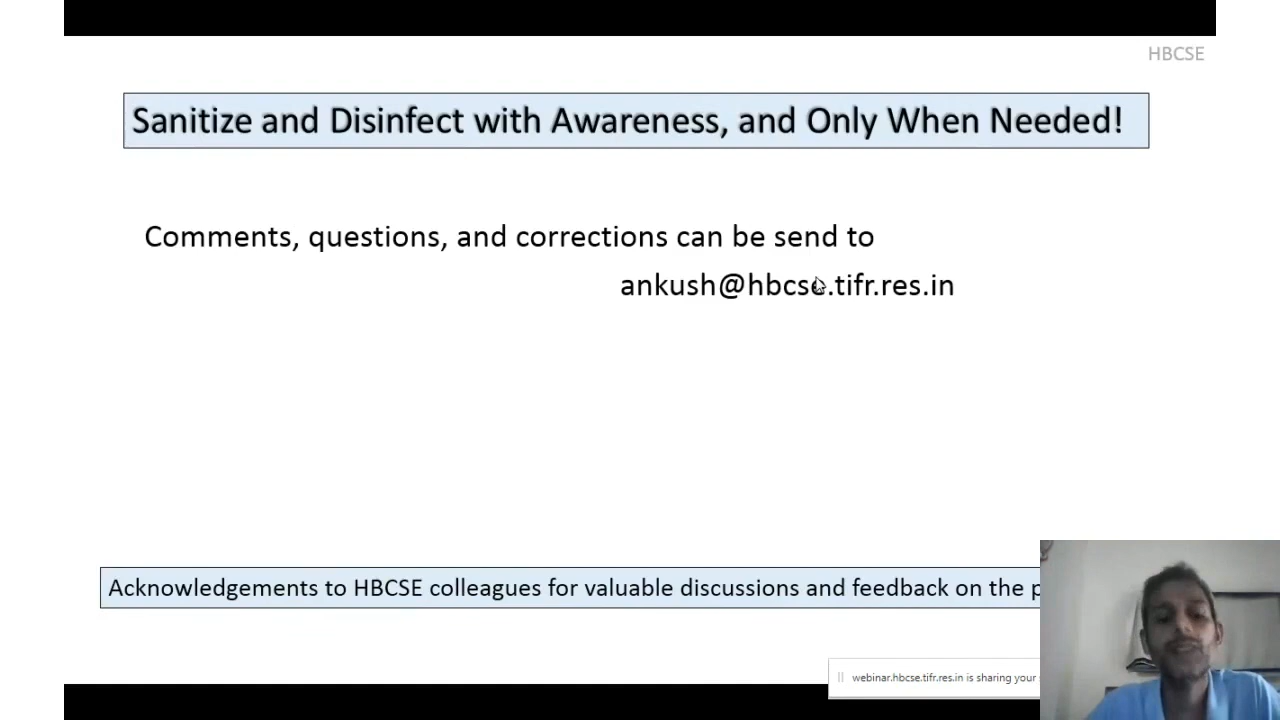 HBCSE
Sanitize and Disinfect with Awareness, and Only When Needed!
Comments, questions, and corrections can be send to
ankush@hbcse.tifr.res.in
Acknowledgements to HBCSE colleagues for valuable discussions and feedback on the
webinar.hbcse.tifr.res.in is sharing your